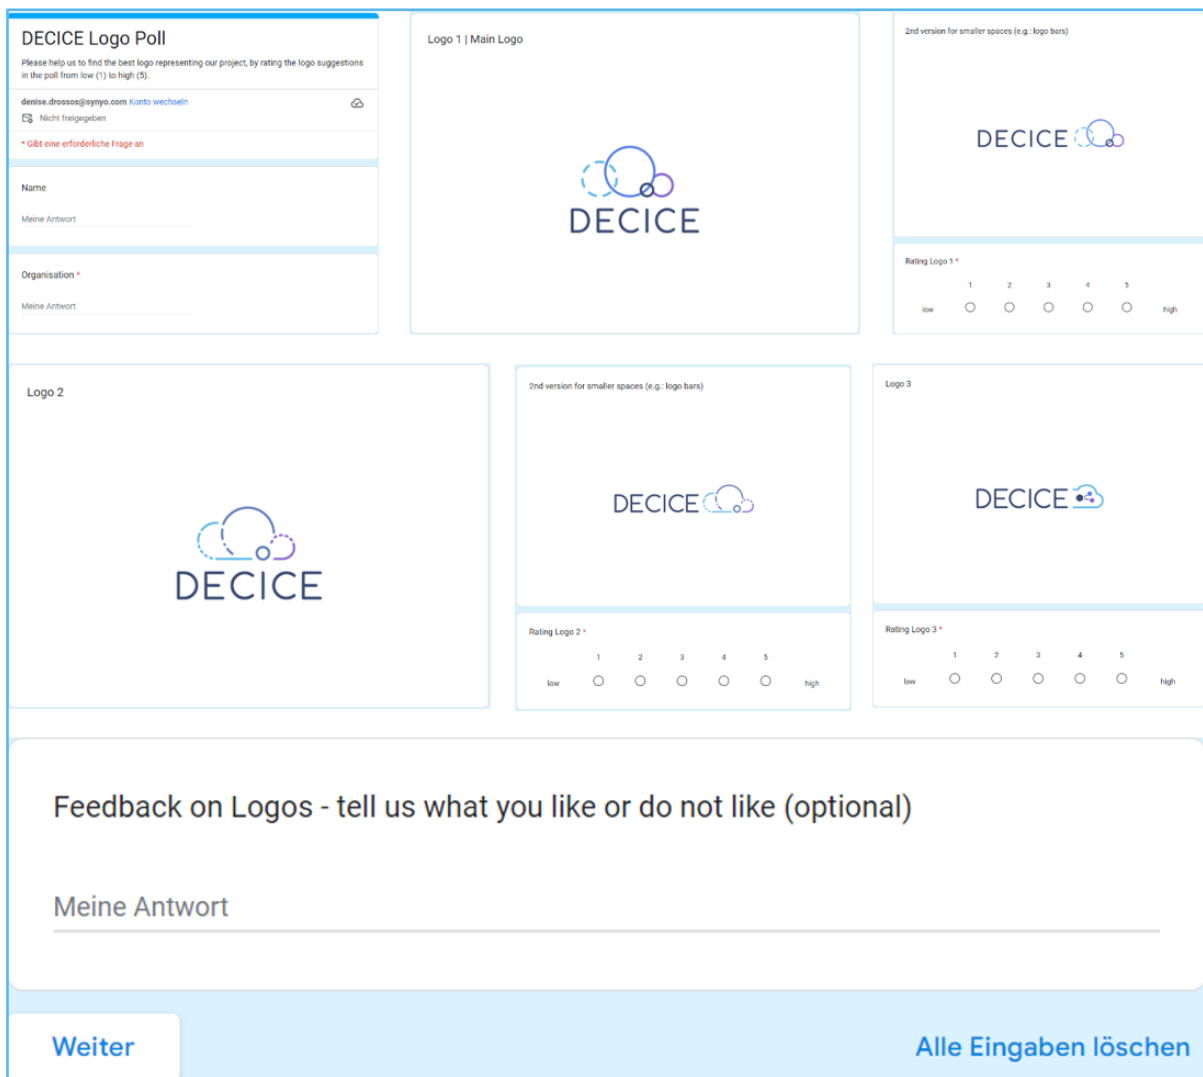 DECICE Logo Poll
Please help us to find the best logo representing our project, by rating the logo suggestions
in the poll from low (1) to high (5).
denise.drossos@synyo.com Konto wechseln
Nicht freigegeben
* Gibt eine erforderliche Frage an
Name
Meine Antwort
Organisation *
Meine Antwort
Logo 1 | Main Logo
DECICE
2nd version for smaller spaces (e.g.: logo bars)
DECICE
Rating Logo 1 *
1 2 3 4 5
low high
Logo 2
DECICE
2nd version for smaller spaces (e.g.: logo bars)
DECICE
Rating Logo 2 *
1 2 3 4 5
low high
Logo 3
DECICE
Rating Logo 3 *
1 2 3 4 5
low high
Feedback on Logos - tell us what you like or do not like (optional)
Meine Antwort
Weiter
Alle Eingaben löschen